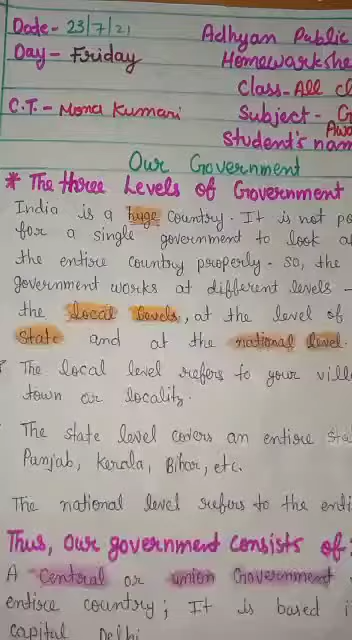 Date - 23/7/21
Adhyan Public
Day - Friday
Homewarkshe
Class - All cl
C.T. - Mona Kumari
Subject - G
Awa
Student's nam
Our Government
* The three Levels of Government
India is a huge country. It is not po
for a single government to look a
the entire country properly. So, the
government works at different levels -
the local levels, at the level of
state and at the national level.
The local level refers to your vill
town or locality.
The state level covers an entire sta
Punjab, Kerala, Bihar, etc.
The national level refers to the enti
Thus, Our government consists of:
A Central or union Government
entire country; It is based i
capital Delhi